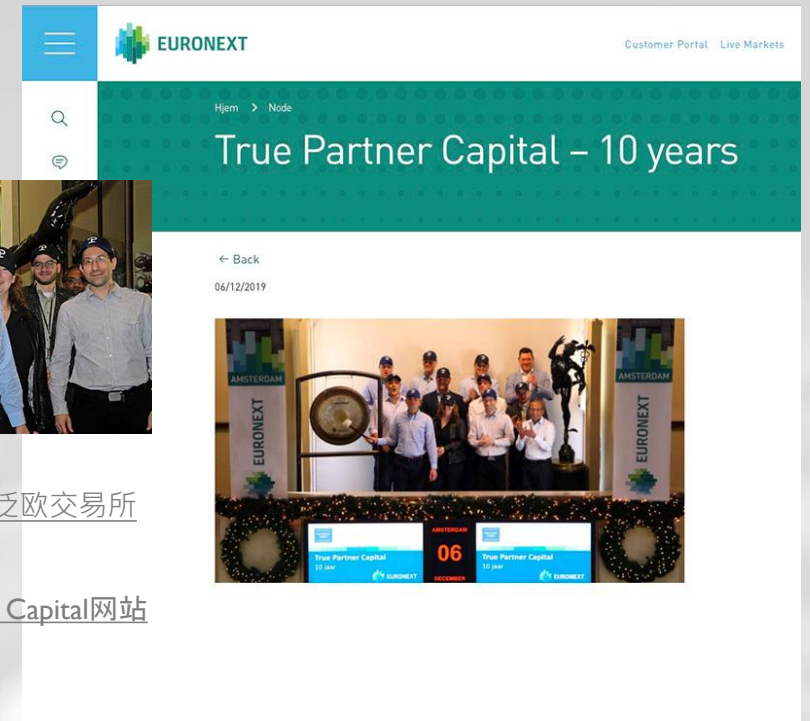 EURONEXT
Customer Portal Live Markets
Hjem > Node
True Partner Capital – 10 years
← Back
06/12/2019
AMSTERDAM
EURONEXT
AMSTERDAM
EURONEXT
True Partner Capital
10 jaar
EURONEXT
AMSTERDAM
06
DECEMBER
True Partner Capital
10 jaar
EURONEXT
泛欧交易所
Capital网站